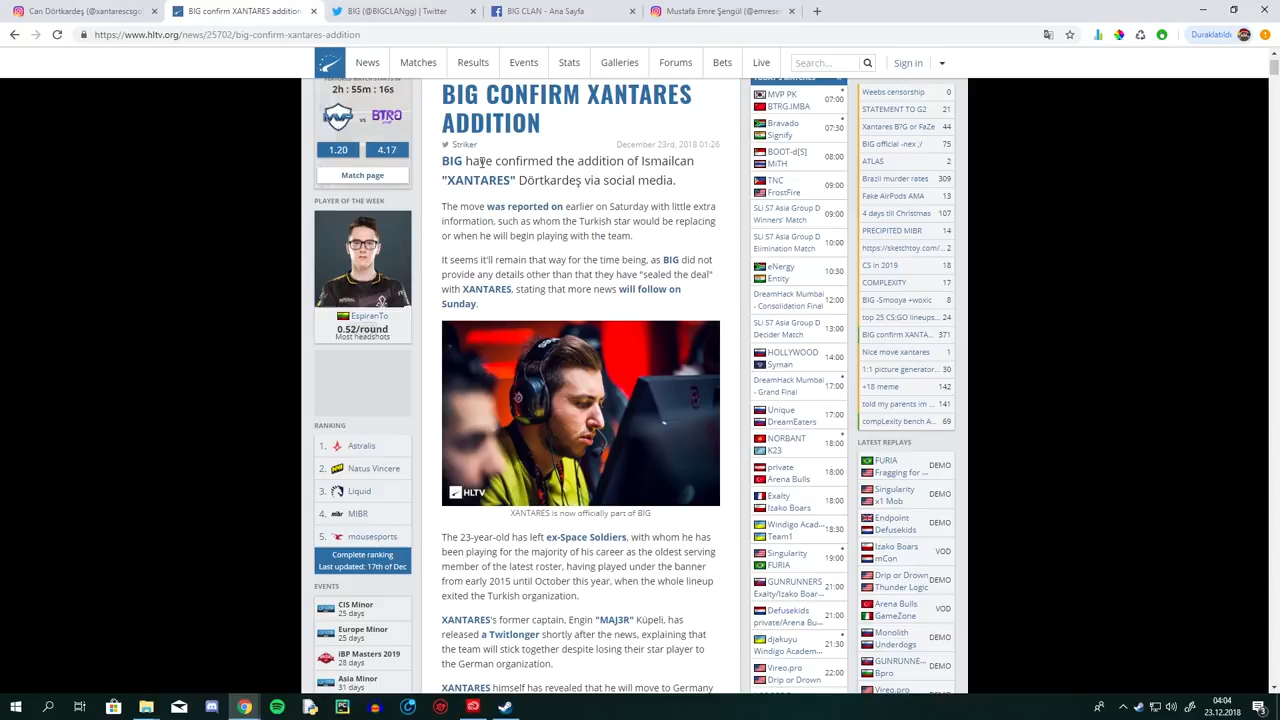 Can Dörtkardeş (@xantarescsgo)
BIG confirm XANTARES addition
BIG (@BIGCLANgg) | Twitter
BIG CLAN - Ana Sayfa
Mustafa Emre Şengül (@emreser
https://www.hltv.org/news/25702/big-confirm-xantares-addition
Duraklatıldı
News
Matches
Results
Events
Stats
Galleries
Forums
Bets
Live
Search...
Sign in
2h : 55m : 16s
vs
BTRG
1.20
4.17
Match page
PLAYER OF THE WEEK
EspiranTo
0.52/round
Most headshots
RANKING
1. Astralis
2. Natus Vincere
3. Liquid
4. MIBR
5. mousesports
Complete ranking
Last updated: 17th of Dec
EVENTS
CIS Minor
25 days
Europe Minor
25 days
iBP Masters 2019
28 days
Asia Minor
31 days
BIG CONFIRM XANTARES
ADDITION
Striker
December 23rd, 2018 01:26
BIG have confirmed the addition of Ismailcan
"XANTARES" Dörtkardeş via social media.
The move was reported on earlier on Saturday with little extra
information, such as whom the Turkish star would be replacing
or when he will begin playing with the team.
It seems it'll remain that way for the time being, as BIG did not
provide any details other than that they have "sealed the deal"
with XANTARES, stating that more news will follow on
Sunday.
HLTV
XANTARES is now officially part of BIG
The 23-year-old has left ex-Space Soldiers, with whom he has
been playing for the majority of his career as the oldest serving
member of the latest roster, having played under the banner
from early 2015 until October this year, when the whole lineup
exited the Turkish organization.
XANTARES's former captain, Engin "MAJ3R" Küpeli, has
released a Twitlonger shortly after the news, explaining that
the team will stick together despite losing their star player to
the German organization.
XANTARES himself has revealed that he will move to Germany
TODAY'S MATCHES
MVP PK
BTRG.IMBA
07:00
Bravado
Signify
07:30
BOOT-d[S]
MiTH
08:00
TNC
FrostFire
09:00
SLi S7 Asia Group D
Winners' Match
09:00
SLi S7 Asia Group D
Elimination Match
10:00
eNergy
Entity
10:30
DreamHack Mumbai
- Consolidation Final
12:00
SLi S7 Asia Group D
Decider Match
13:00
HOLLYWOOD
Syman
14:00
DreamHack Mumbai
- Grand Final
17:00
Unique
DreamEaters
17:00
NORBANT
K23
18:00
private
Arena Bulls
18:00
Exalty
Izako Boars
18:00
Windigo Acad...
Team1
18:30
Singularity
FURIA
19:00
GUNRUNNERS
Exalty/Izako Boar...
21:00
Defusekids
private/Arena Bu...
21:00
djakuyu
Windigo Academ...
21:30
Vireo.pro
Drip or Drown
22:00
Weebs censorship 0
STATEMENT TO G2 21
Xantares B?G or FaZe 44
BIG official -nex ;/ 75
ATLAS 2
Brazil murder rates 309
Fake AirPods AMA 13
4 days till Christmas 107
PRECIPITED MIBR 14
https://sketchtoy.com/... 2
CS in 2019 18
COMPLEXITY 17
BIG -Smooya +woxic 8
top 25 CS:GO lineups... 24
BIG confirm XANTA... 371
Nice move xantares 1
1:1 picture generator... 30
+18 meme 142
told my parents im ... 141
compLexity bench A... 69
LATEST REPLAYS
FURIA
Fragging for ...
DEMO
Singularity
x1 Mob
DEMO
Endpoint
Defusekids
DEMO
Izako Boars
mCon
VOD
Drip or Drown
Thunder Logic
DEMO
Arena Bulls
GameZone
VOD
Monolith
Underdogs
DEMO
GUNRUNNE...
Bpro
DEMO
Vireo.pro
04:04
23.12.2018